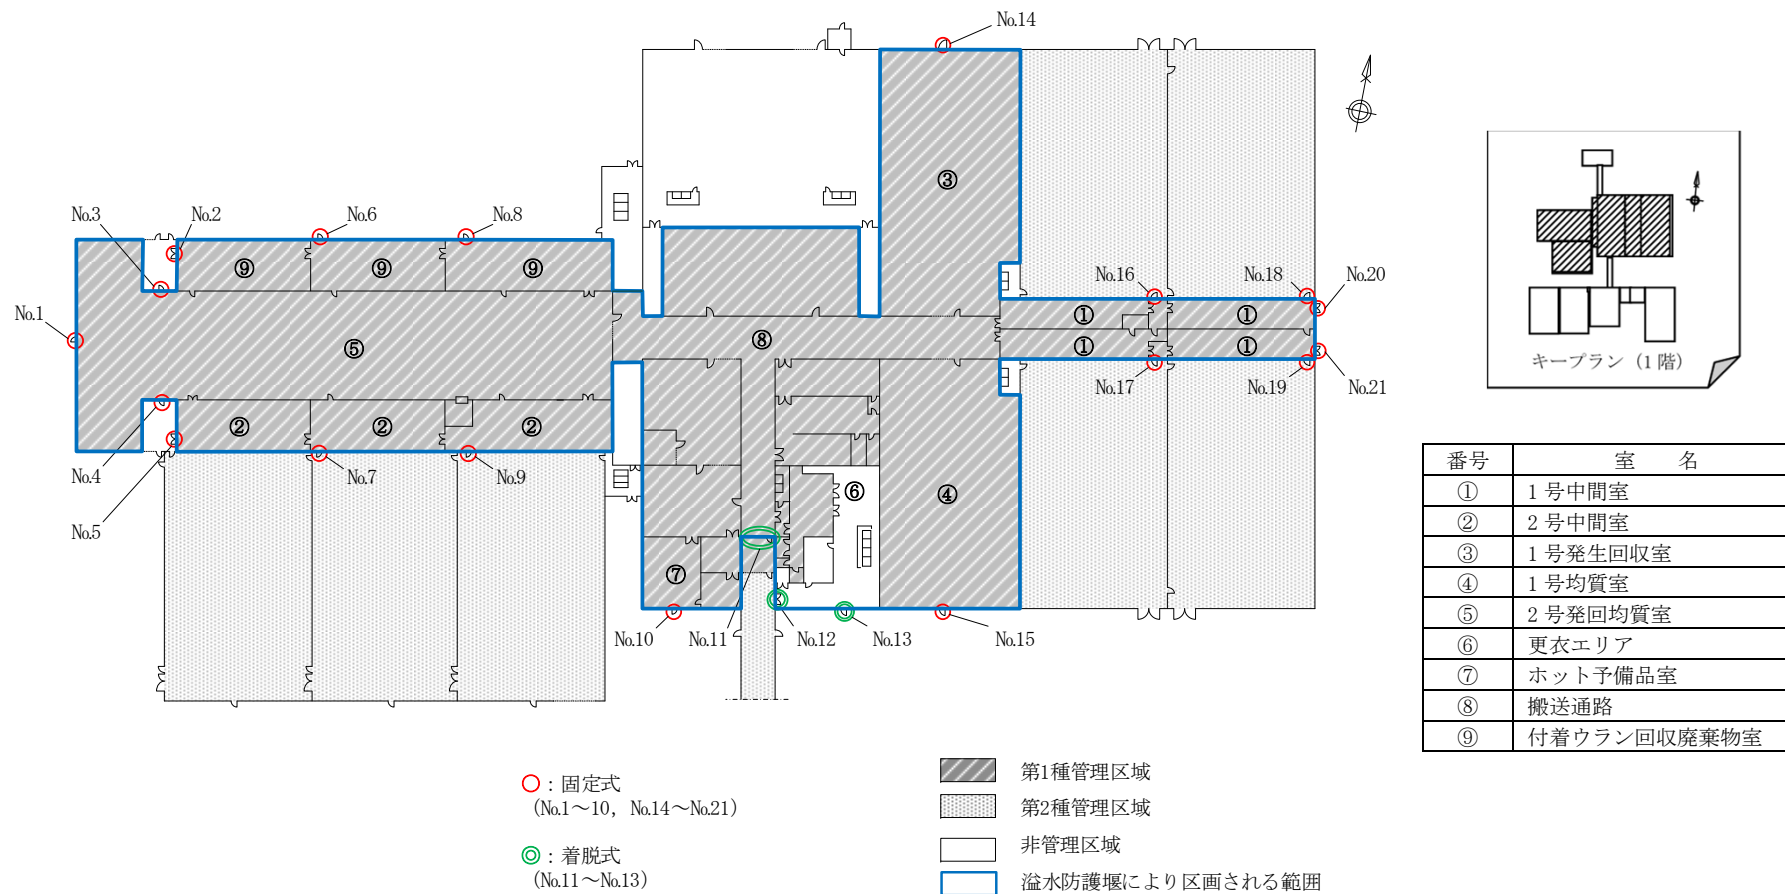 No.14
No.3
No.2
No.6
No.8
③
⑨
⑨
⑨
No.16
No.18
No.20
No.1
①
①
⑤
⑧
①
①
No.17
No.19
No.21
②
②
②
No.4
No.7
No.9
⑥
④
No.5
⑦
No.10
No.11
No.12
No.13
No.15
キープラン（1階）
番号 室　名
① 1号中間室
② 2号中間室
③ 1号発生回収室
④ 1号均質室
⑤ 2号発回均質室
⑥ 更衣エリア
⑦ ホット予備品室
⑧ 搬送通路
⑨ 付着ウラン回収廃棄物室
：固定式
（No.1～10，No.14～No.21）
：着脱式
（No.11～No.13）
第1種管理区域
第2種管理区域
非管理区域
溢水防護堰により区画される範囲